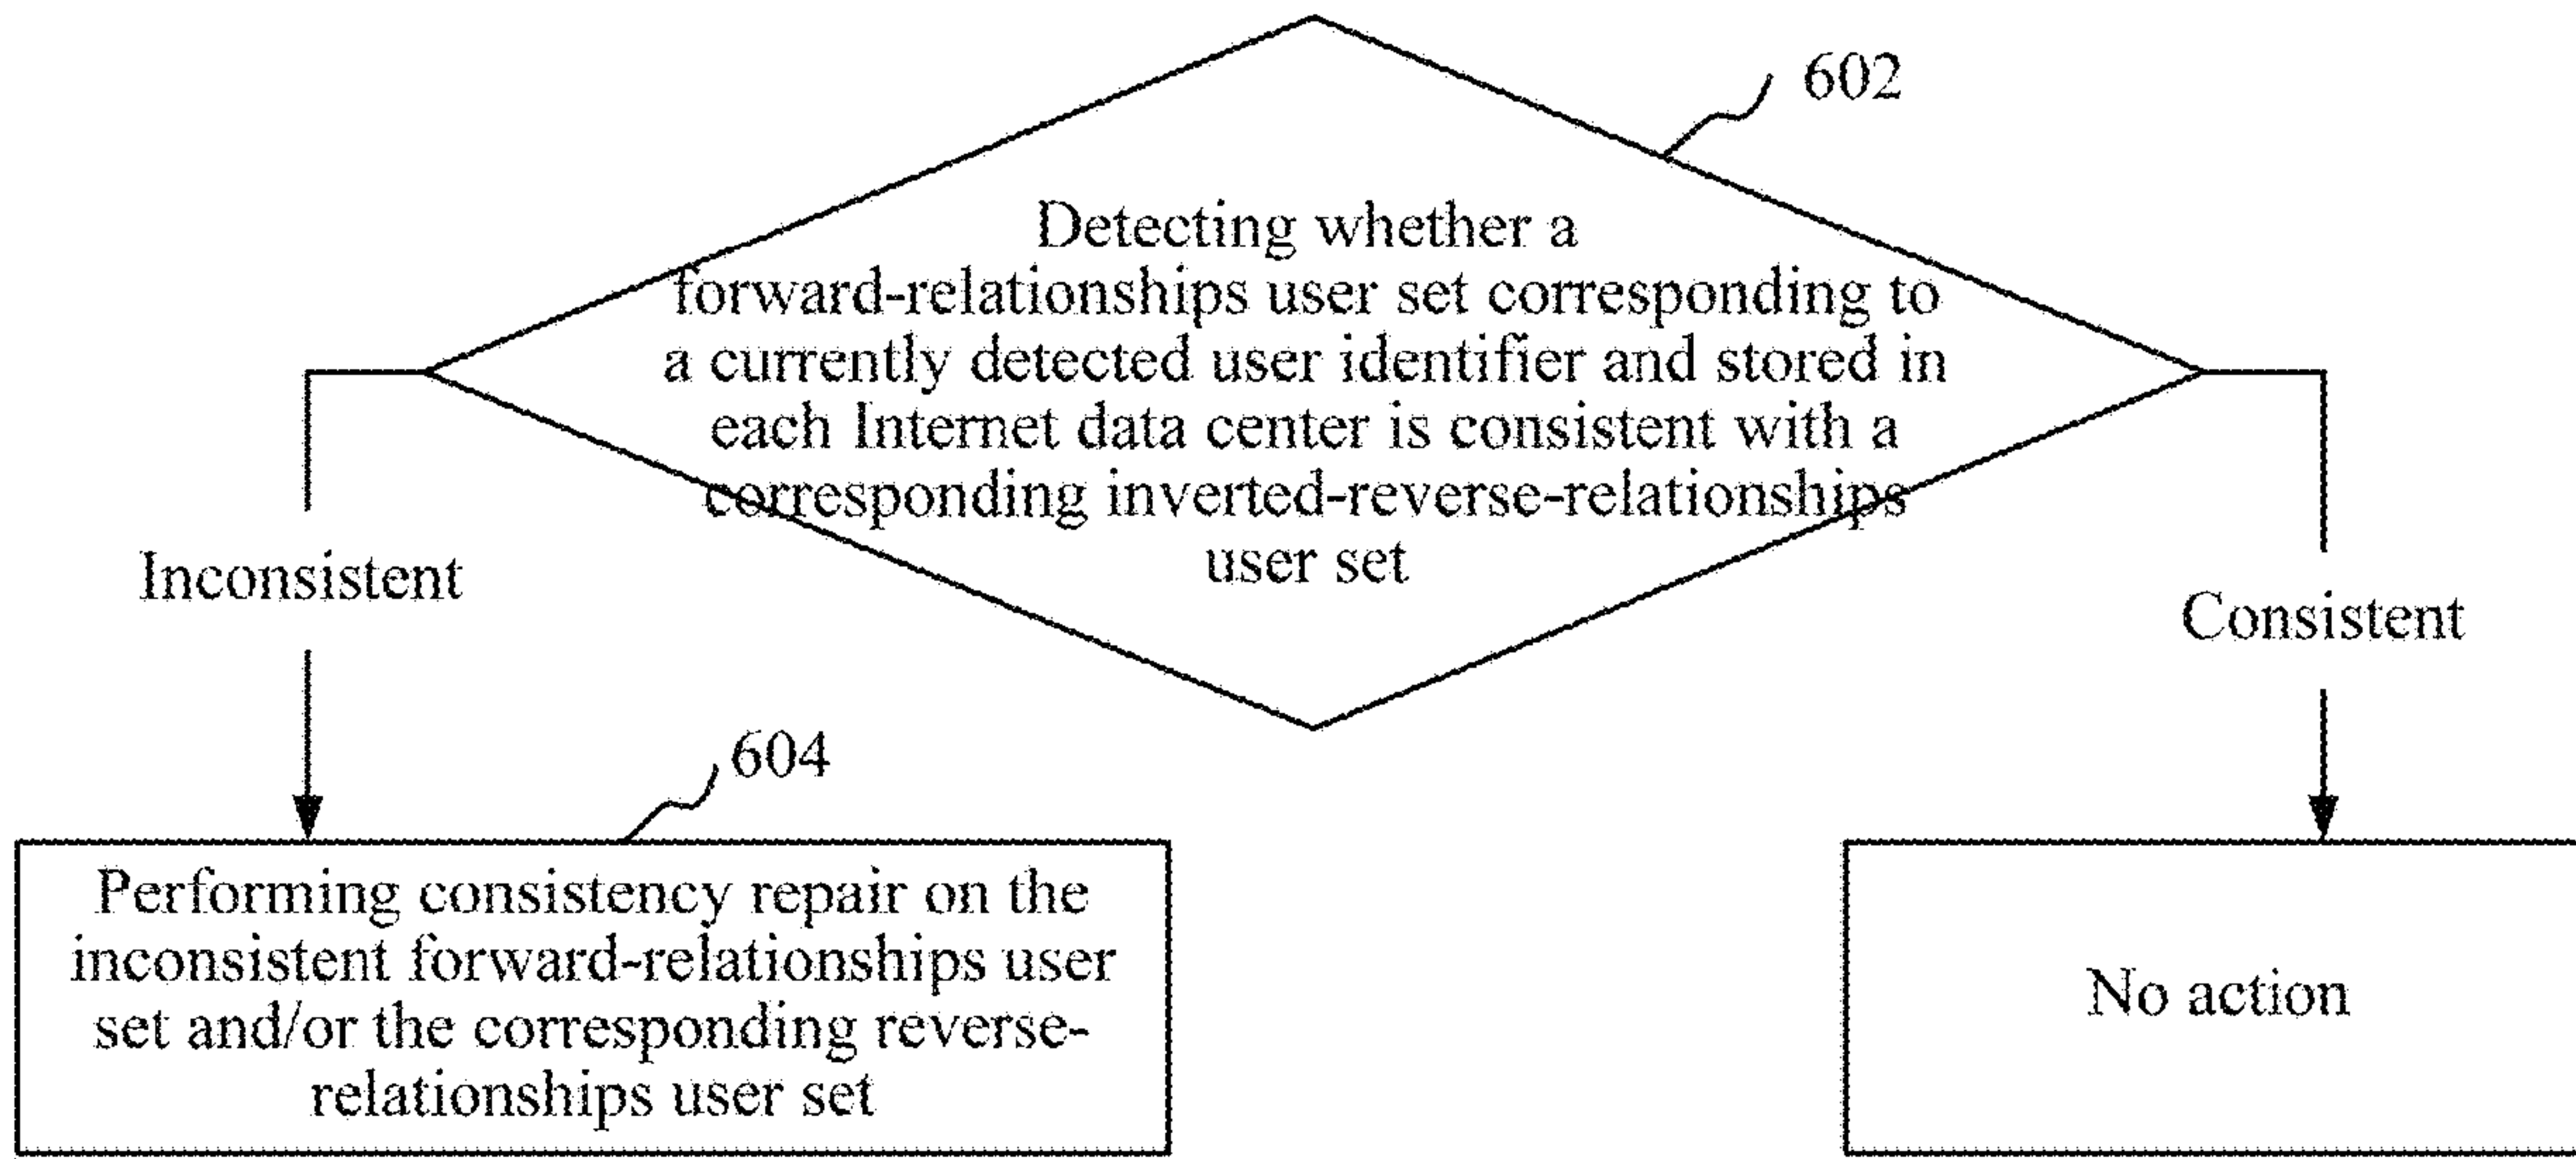 602
Detecting whether a
forward-relationships user set corresponding to
a currently detected user identifier and stored in
each Internet data center is consistent with a
corresponding inverted-reverse-relationships
user set
Inconsistent
Consistent
604
Performing consistency repair on the
inconsistent forward-relationships user
set and/or the corresponding reverse-
relationships user set
No action